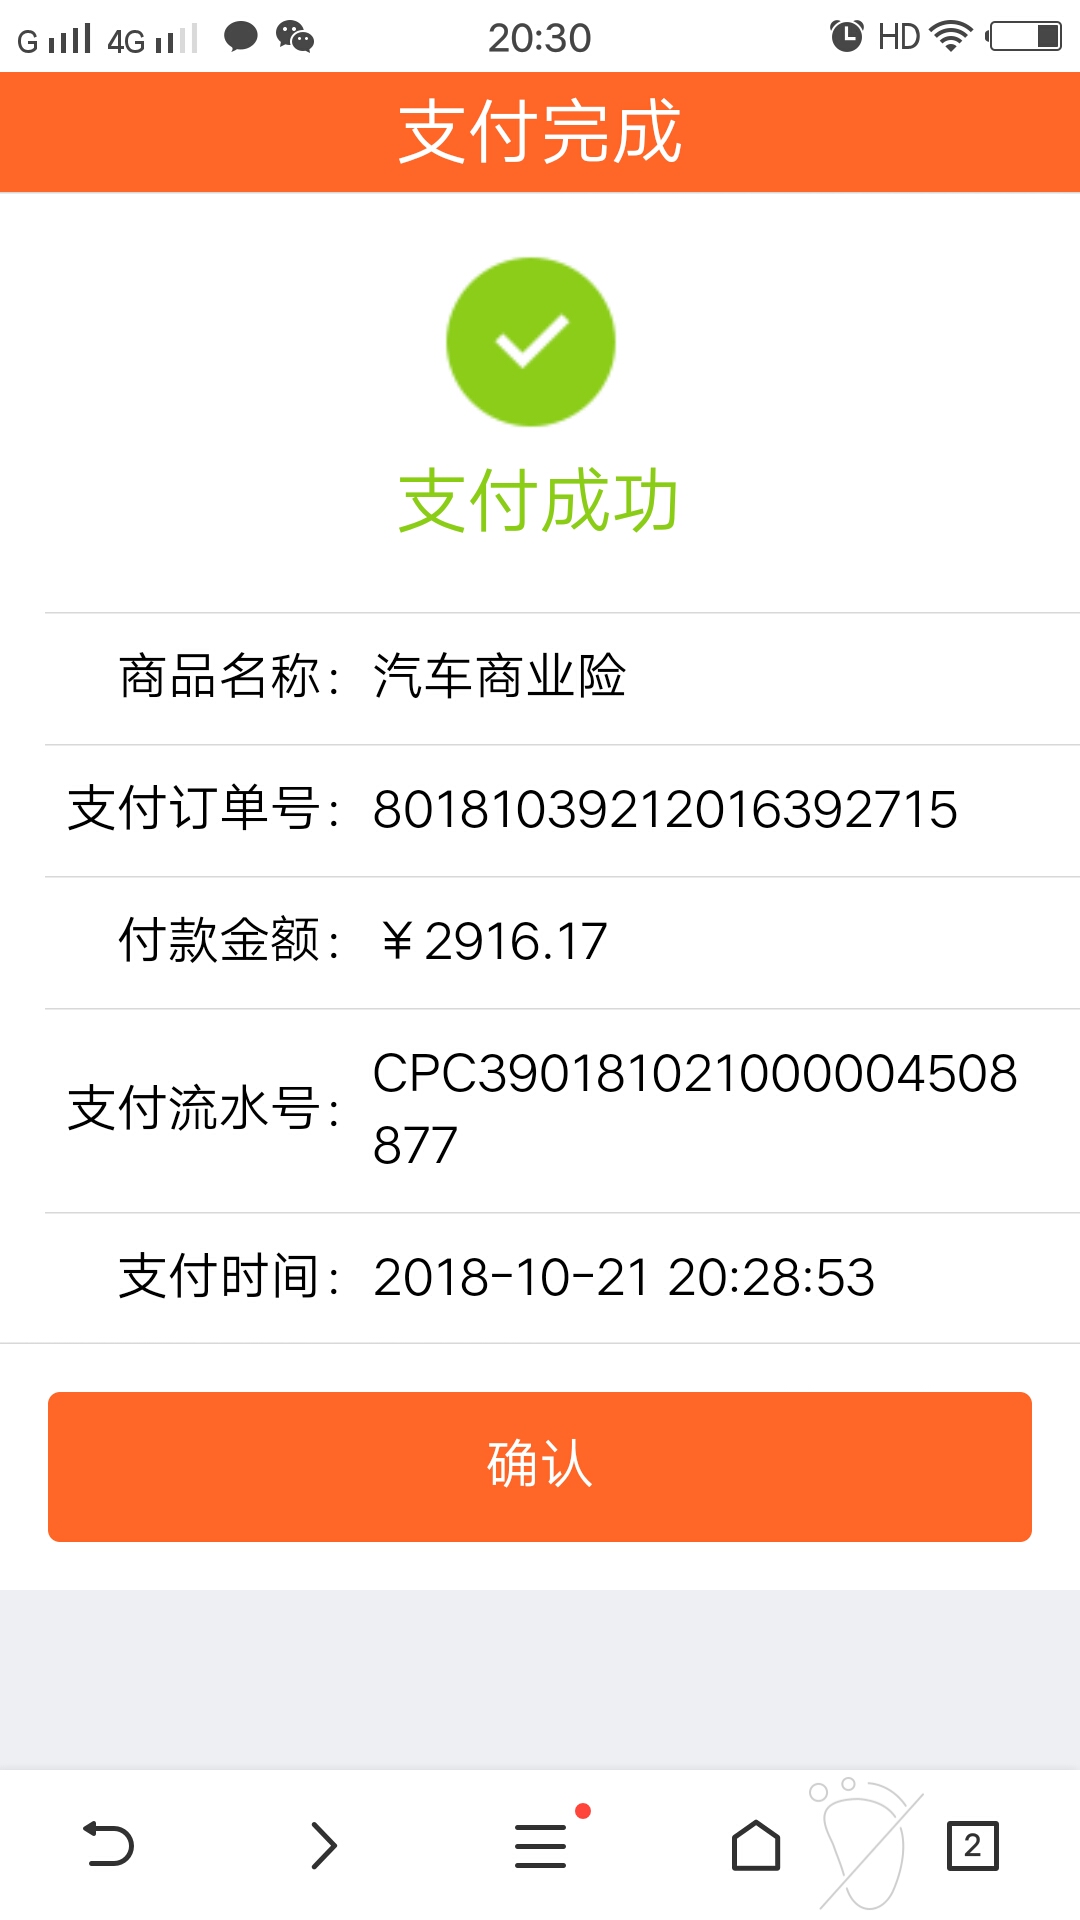 G 4G 20:30 HD
支付完成
支付成功
商品名称： 汽车商业险
支付订单号： 80181039212016392715
付款金额： ￥2916.17
支付流水号： CPC3901810210000004508
877
支付时间： 2018-10-21 20:28:53
确认
2